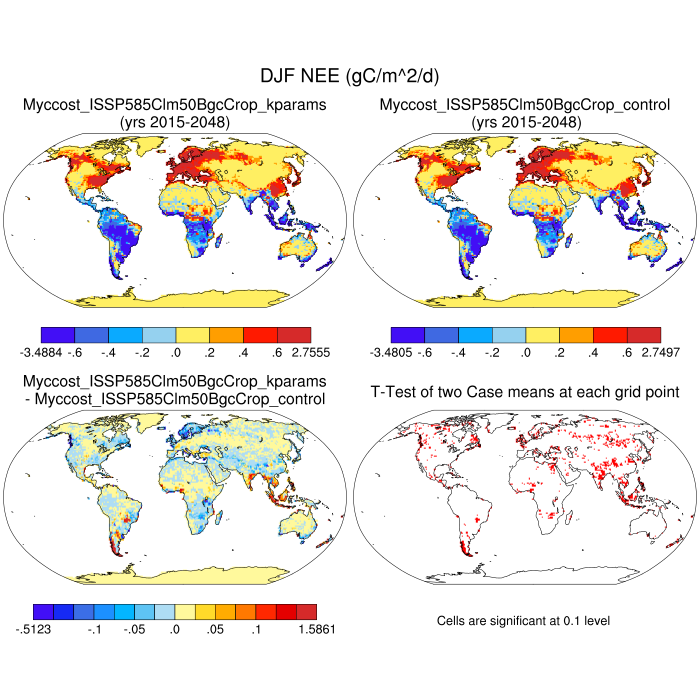 DJF NEE (gC/m^2/d)
Myccost_ISSP585Clm50BgcCrop_kparams
(yrs 2015-2048)
Myccost_ISSP585Clm50BgcCrop_control
(yrs 2015-2048)
-3.4884 -.6 -.4 -.2 .0 .2 .4 .6 2.7555
-3.4805 -.6 -.4 -.2 .0 .2 .4 .6 2.7497
Myccost_ISSP585Clm50BgcCrop_kparams
- Myccost_ISSP585Clm50BgcCrop_control
T-Test of two Case means at each grid point
-.5123 -.1 -.05 .0 .05 .1 1.5861
Cells are significant at 0.1 level